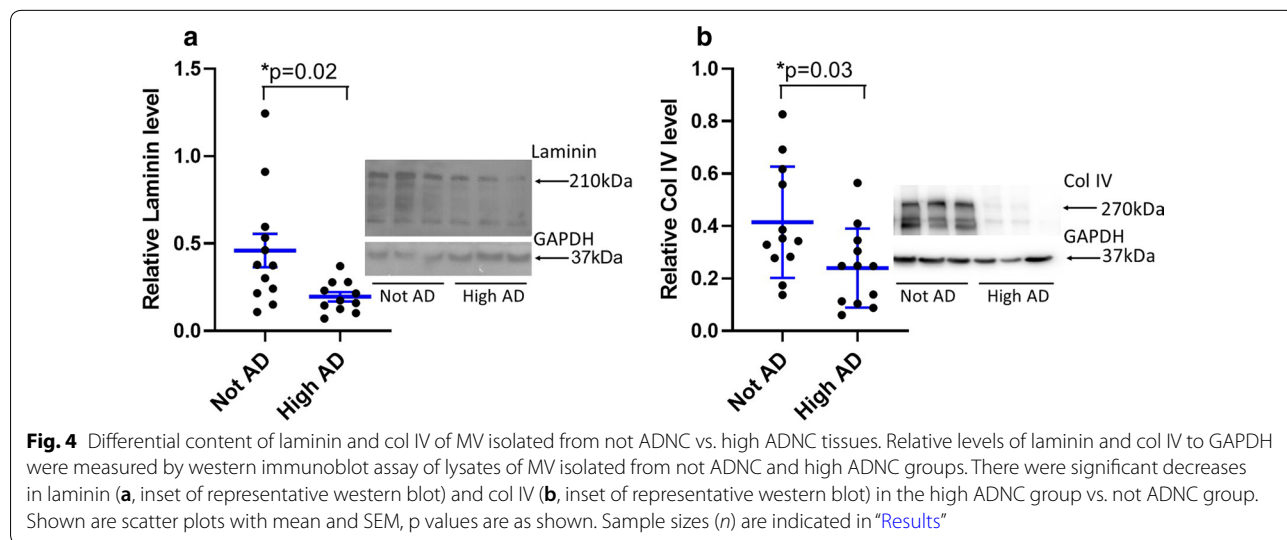 a
*p=0.02
Relative Laminin level
1.5
1.0
0.5
0.0
Not AD
High AD
Laminin
210kDa
GAPDH
37kDa
Not AD
High AD
b
*p=0.03
Relative Col IV level
1.0
0.8
0.6
0.4
0.2
0.0
Not AD
High AD
Col IV
270kDa
GAPDH
37kDa
Not AD
High AD
Fig. 4 Differential content of laminin and col IV of MV isolated from not ADNC vs. high ADNC tissues. Relative levels of laminin and col IV to GAPDH
were measured by western immunoblot assay of lysates of MV isolated from not ADNC and high ADNC groups. There were significant decreases
in laminin (a, inset of representative western blot) and col IV (b, inset of representative western blot) in the high ADNC group vs. not ADNC group.
Shown are scatter plots with mean and SEM, p values are as shown. Sample sizes (n) are indicated in “Results”